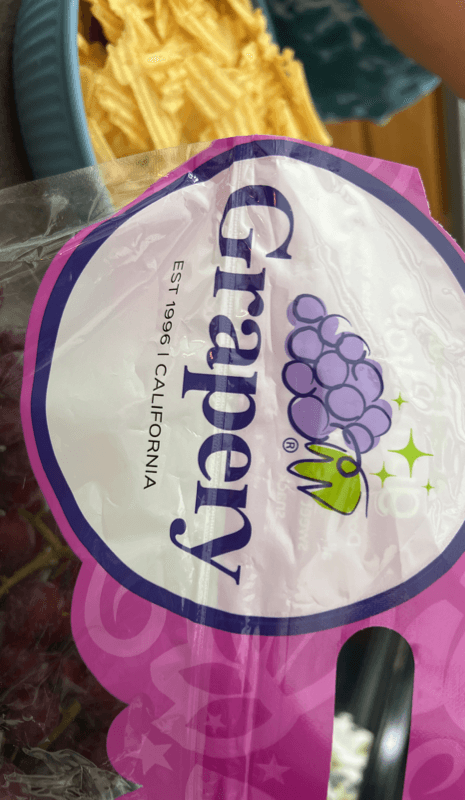 Grapery
®
EST 1996 | CALIFORNIA